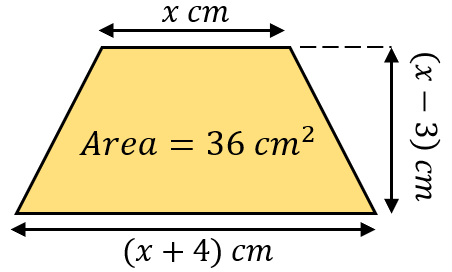 x cm
Area = 36 cm²
(x − 3) cm
(x + 4) cm